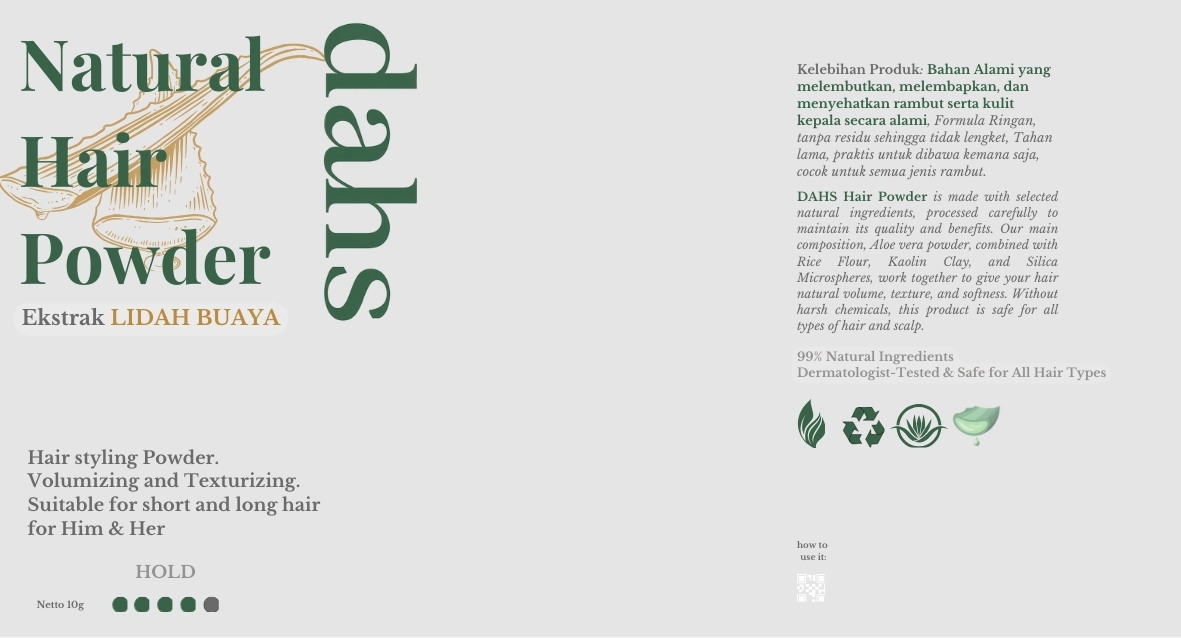 Natural
Hair
Powder
dahs
Ekstrak LIDAH BUAYA
Hair styling Powder.
Volumizing and Texturizing.
Suitable for short and long hair
for Him & Her
HOLD
Netto 10g
Kelebihan Produk: Bahan Alami yang
melembutkan, melembapkan, dan
menyehatkan rambut serta kulit
kepala secara alami, Formula Ringan,
tanpa residu sehingga tidak lengket, Tahan
lama, praktis untuk dibawa kemana saja,
cocok untuk semua jenis rambut.
DAHS Hair Powder is made with selected
natural ingredients, processed carefully to
maintain its quality and benefits. Our main
composition, Aloe vera powder, combined with
Rice Flour, Kaolin Clay, and Silica
Microspheres, work together to give your hair
natural volume, texture, and softness. Without
harsh chemicals, this product is safe for all
types of hair and scalp.
99% Natural Ingredients
Dermatologist-Tested & Safe for All Hair Types
how to
use it: